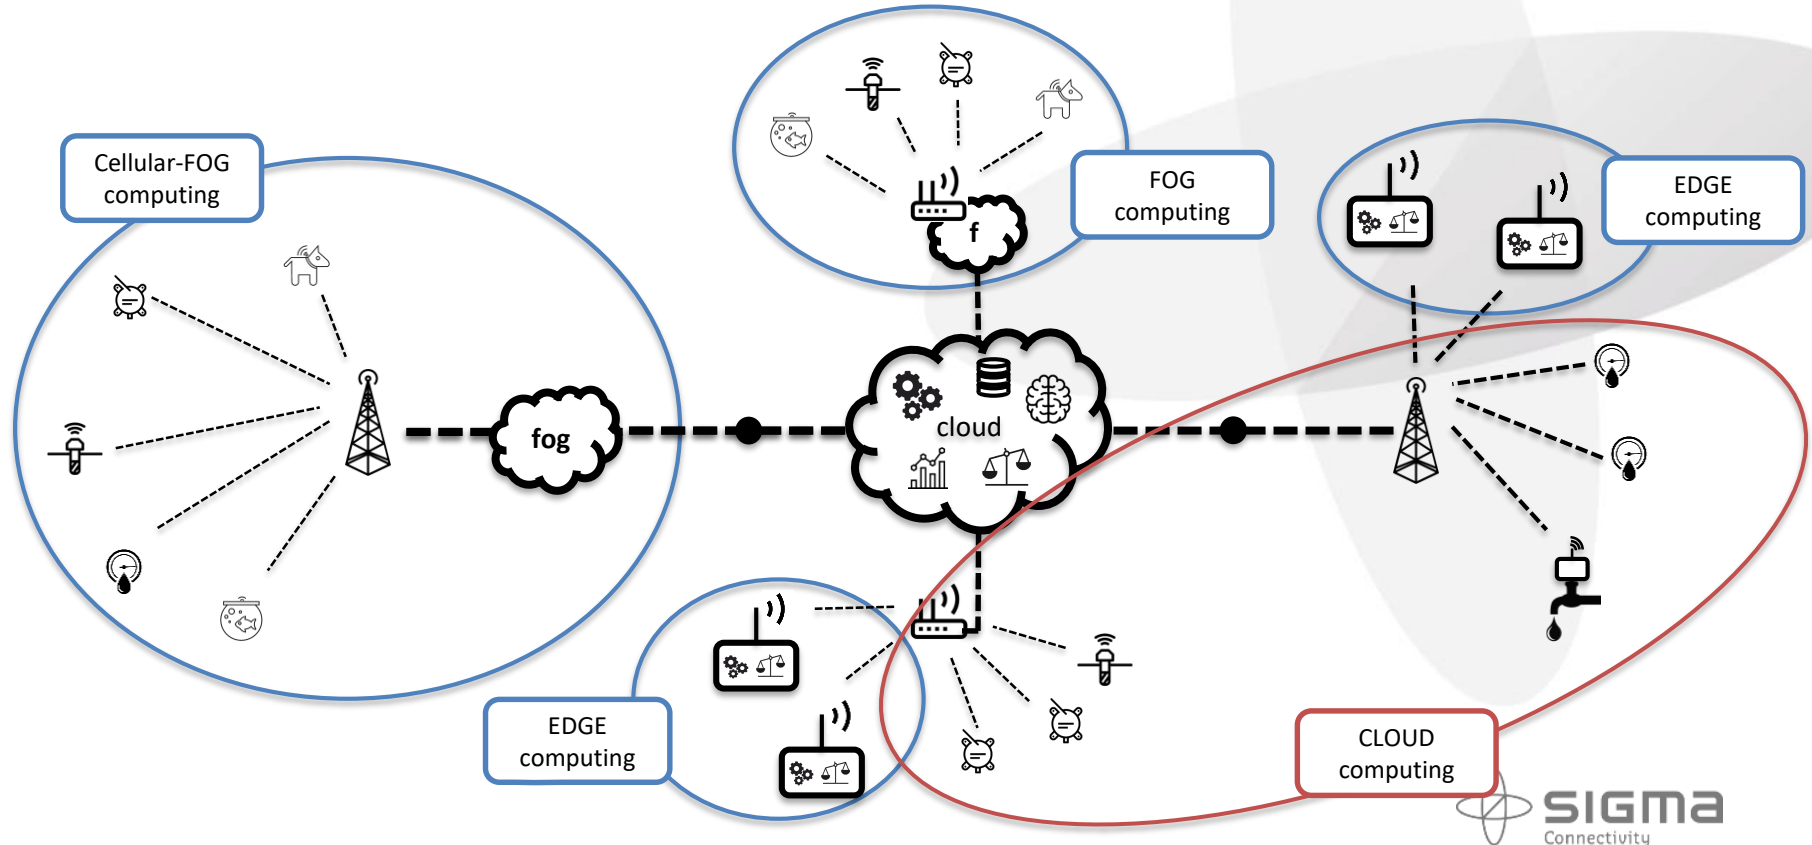 Cellular-FOG
computing
FOG
computing
EDGE
computing
f
fog
cloud
EDGE
computing
CLOUD
computing
sigma
Connectivity